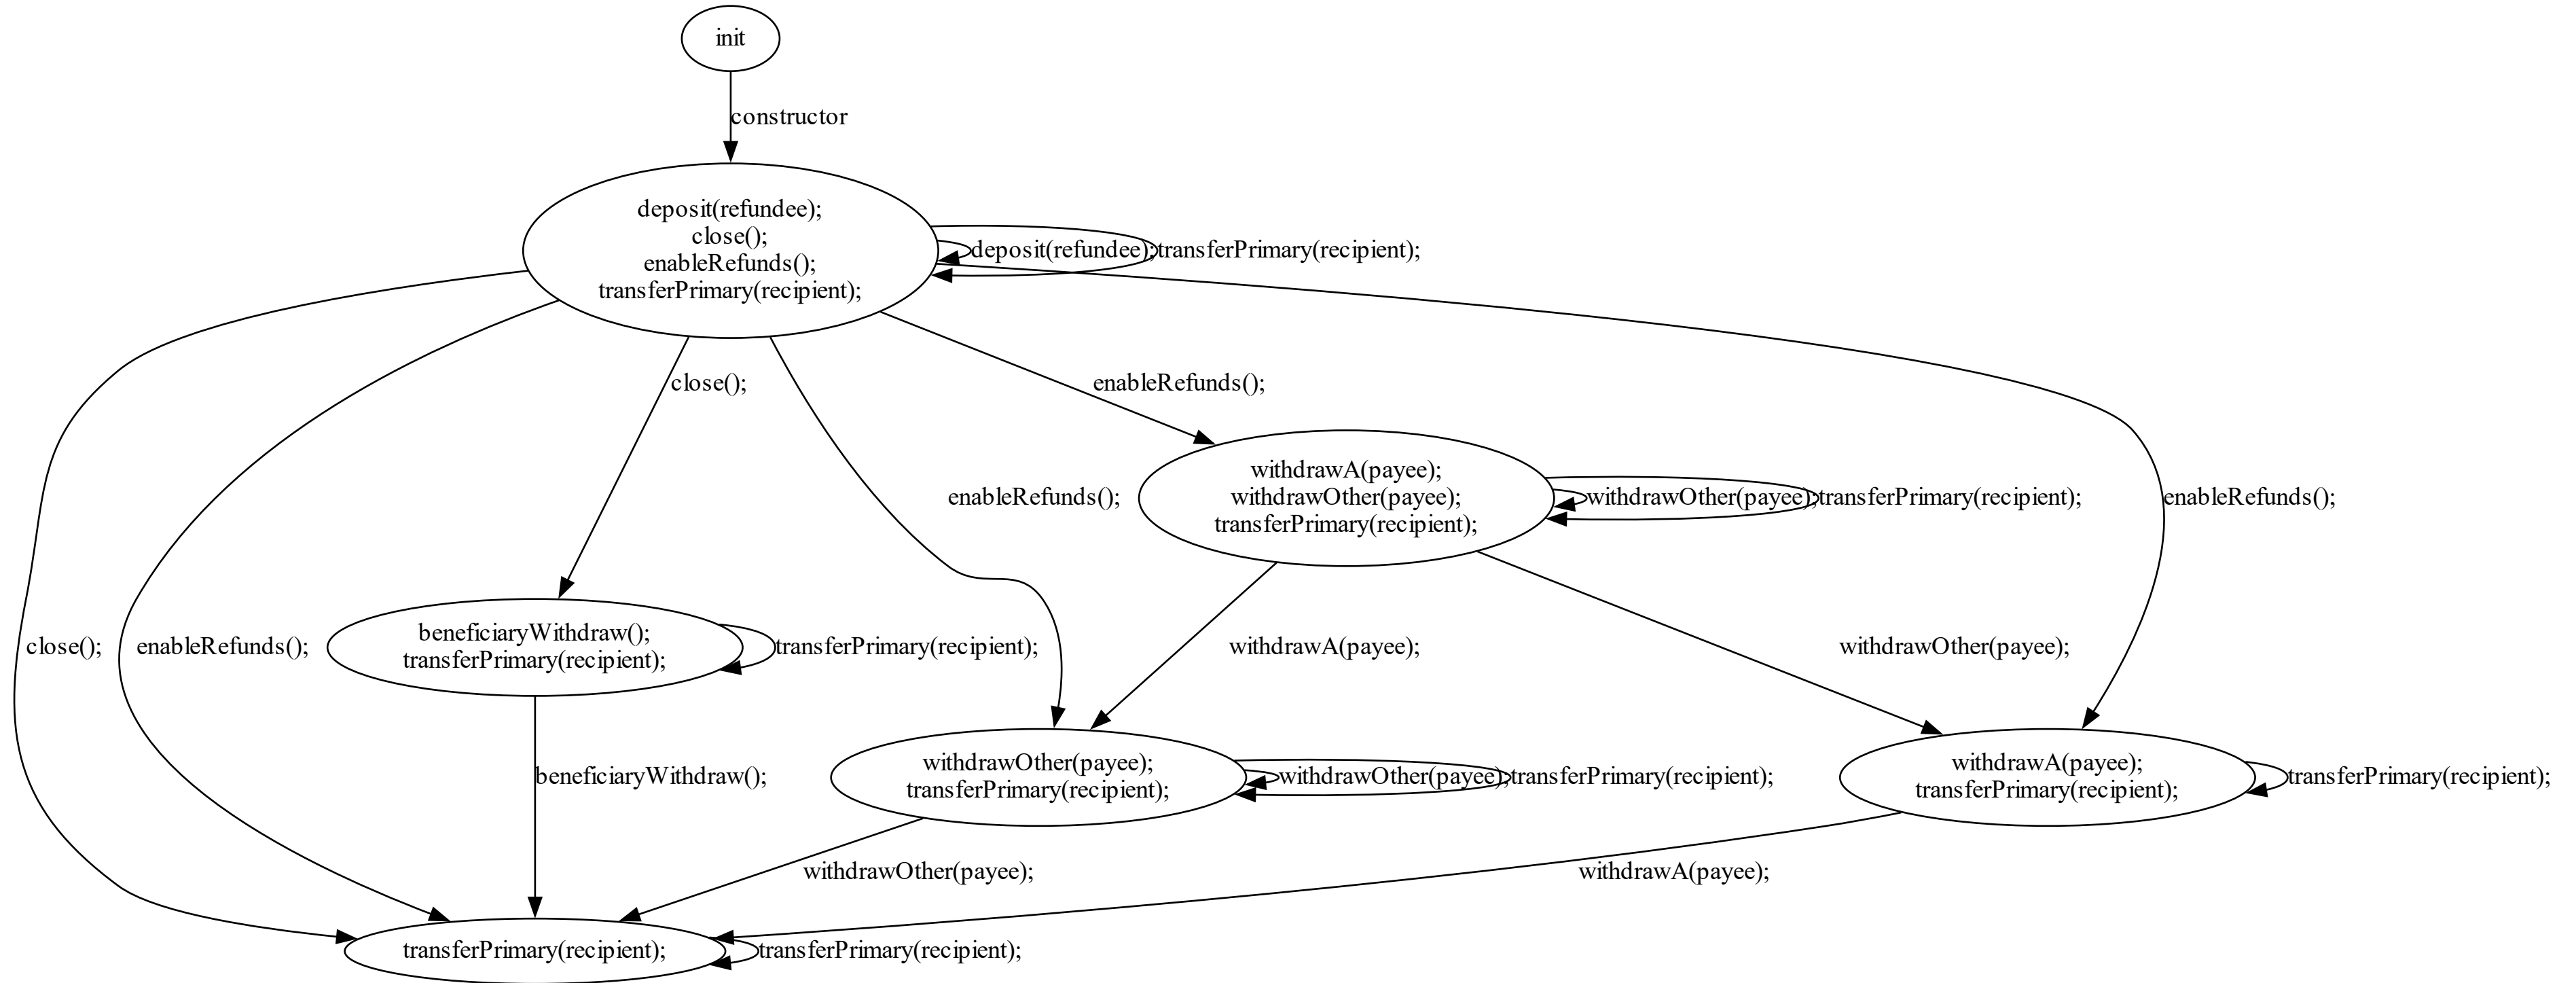 init
constructor
deposit(refundee);
close();
enableRefunds();
transferPrimary(recipient);
deposit(refundee);
transferPrimary(recipient);
close();
enableRefunds();
withdrawA(payee);
withdrawOther(payee);
transferPrimary(recipient);
withdrawOther(payee);
transferPrimary(recipient);
enableRefunds();
enableRefunds();
close();
enableRefunds();
beneficiaryWithdraw();
transferPrimary(recipient);
transferPrimary(recipient);
withdrawA(payee);
withdrawOther(payee);
beneficiaryWithdraw();
withdrawOther(payee);
transferPrimary(recipient);
withdrawOther(payee);
transferPrimary(recipient);
withdrawA(payee);
transferPrimary(recipient);
transferPrimary(recipient);
withdrawOther(payee);
withdrawA(payee);
transferPrimary(recipient);
transferPrimary(recipient);